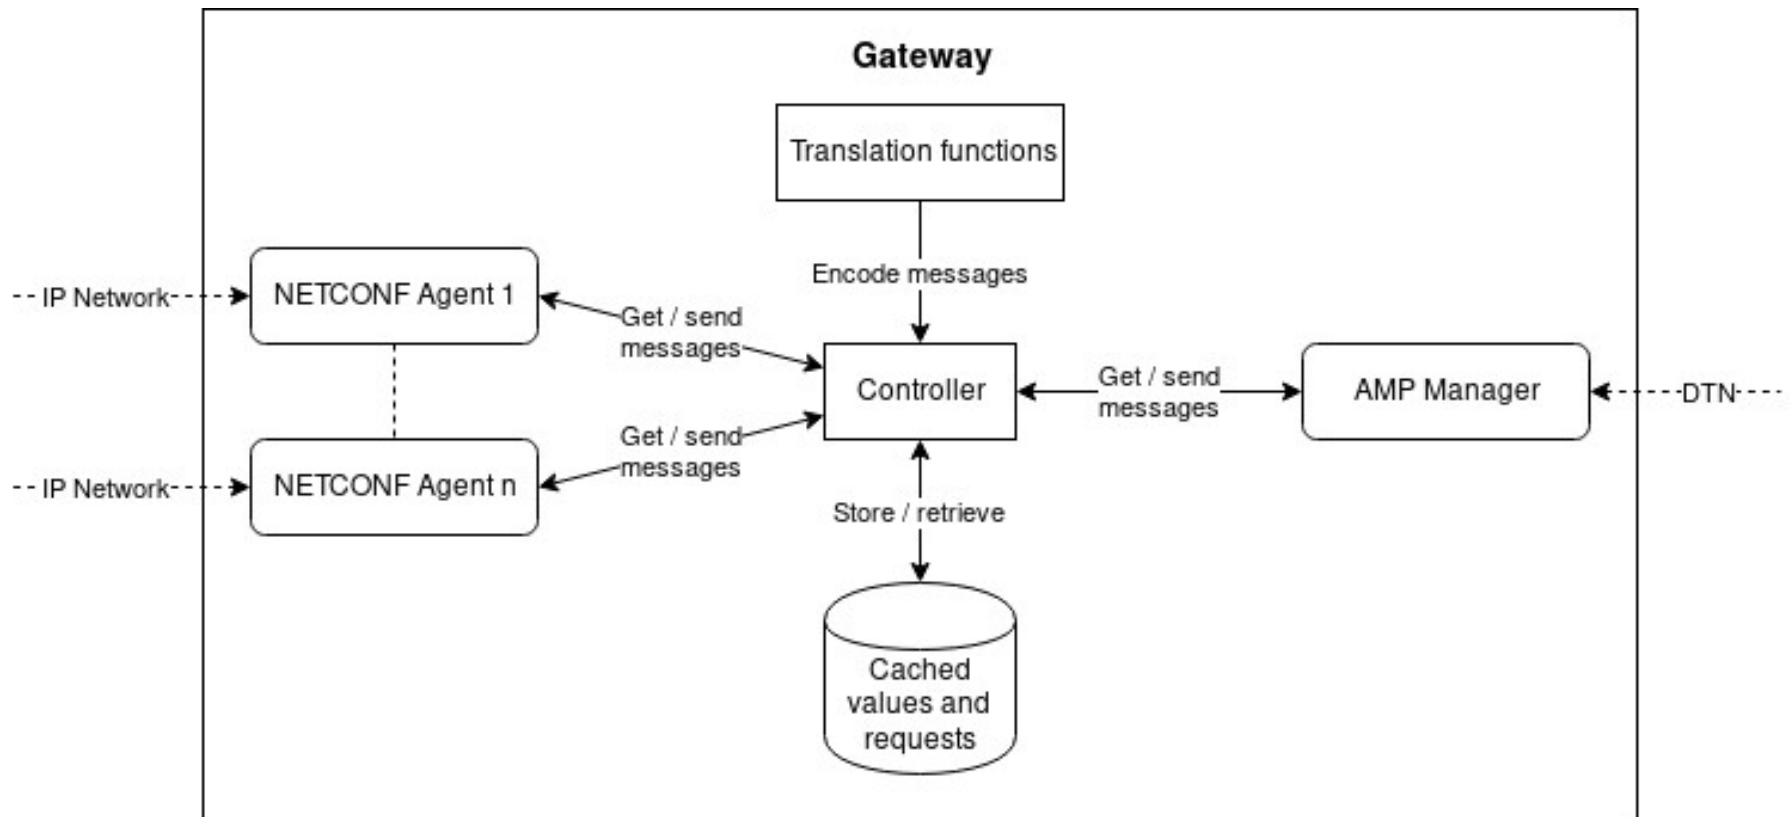 Gateway
Translation functions
Encode messages
IP Network
NETCONF Agent 1
Get / send
messages
Controller
Get / send
messages
AMP Manager
DTN
IP Network
NETCONF Agent n
Get / send
messages
Store / retrieve
Cached
values and
requests